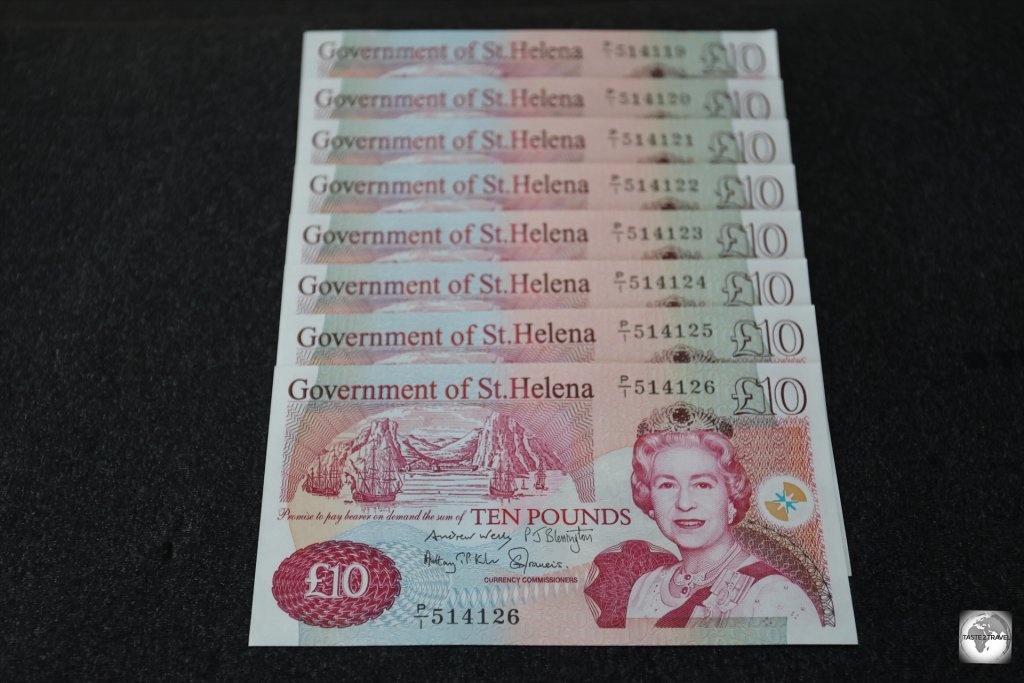 Government of St.Helena P/1 514119 £10
Government of St.Helena P/1 514120 £10
Government of St.Helena P/1 514121 £10
Government of St.Helena P/1 514122 £10
Government of St.Helena P/1 514123 £10
Government of St.Helena P/1 514124 £10
Government of St.Helena P/1 514125 £10
Government of St.Helena P/1 514126 £10
Promise to pay bearer on demand the sum of TEN POUNDS
CURRENCY COMMISSIONERS
£10
P/1 514126
TASTE2TRAVEL